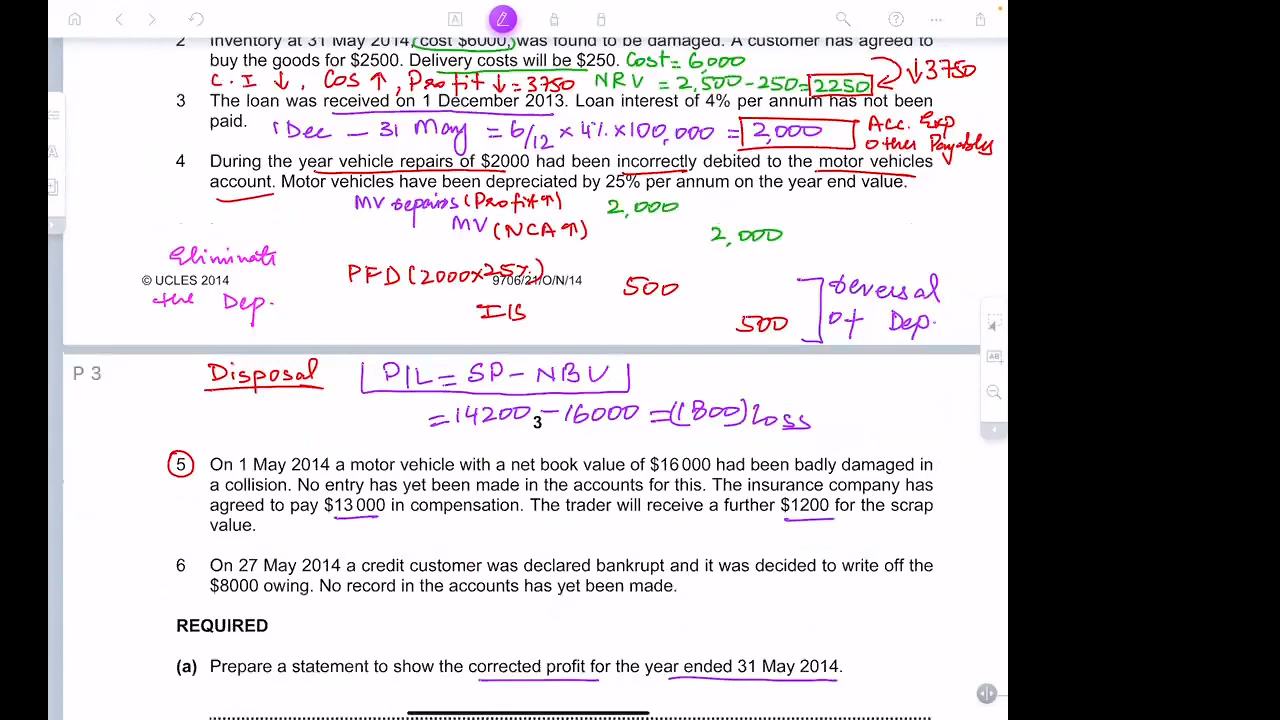 2 Inventory at 31 May 2014, cost $6000, was found to be damaged. A customer has agreed to
buy the goods for $2500. Delivery costs will be $250. Cost = 6,000
C.I ↓, Cos ↑, Profit ↓ = 3750 NRV = 2,500 - 250 = 2250 ↓3750
3 The loan was received on 1 December 2013. Loan interest of 4% per annum has not been
paid. 1 Dec – 31 May = 6/12 × 4% × 100,000 = 2,000 Acc. Exp
Other Payables
4 During the year vehicle repairs of $2000 had been incorrectly debited to the motor vehicles
account. Motor vehicles have been depreciated by 25% per annum on the year end value.
MV repairs (Profit ↑) 2,000
MV (NCA ↑) 2,000
Eliminate
the Dep.
© UCLES 2014 9706/21/O/N/14
PFD (2000 × 25%) 500
IS 500
reversal
of Dep.
P 3
Disposal P/L = SP – NBV
= 14200 – 16000 = (1800) loss
3
5 On 1 May 2014 a motor vehicle with a net book value of $16 000 had been badly damaged in
a collision. No entry has yet been made in the accounts for this. The insurance company has
agreed to pay $13 000 in compensation. The trader will receive a further $1200 for the scrap
value.
6 On 27 May 2014 a credit customer was declared bankrupt and it was decided to write off the
$8000 owing. No record in the accounts has yet been made.
REQUIRED
(a) Prepare a statement to show the corrected profit for the year ended 31 May 2014.